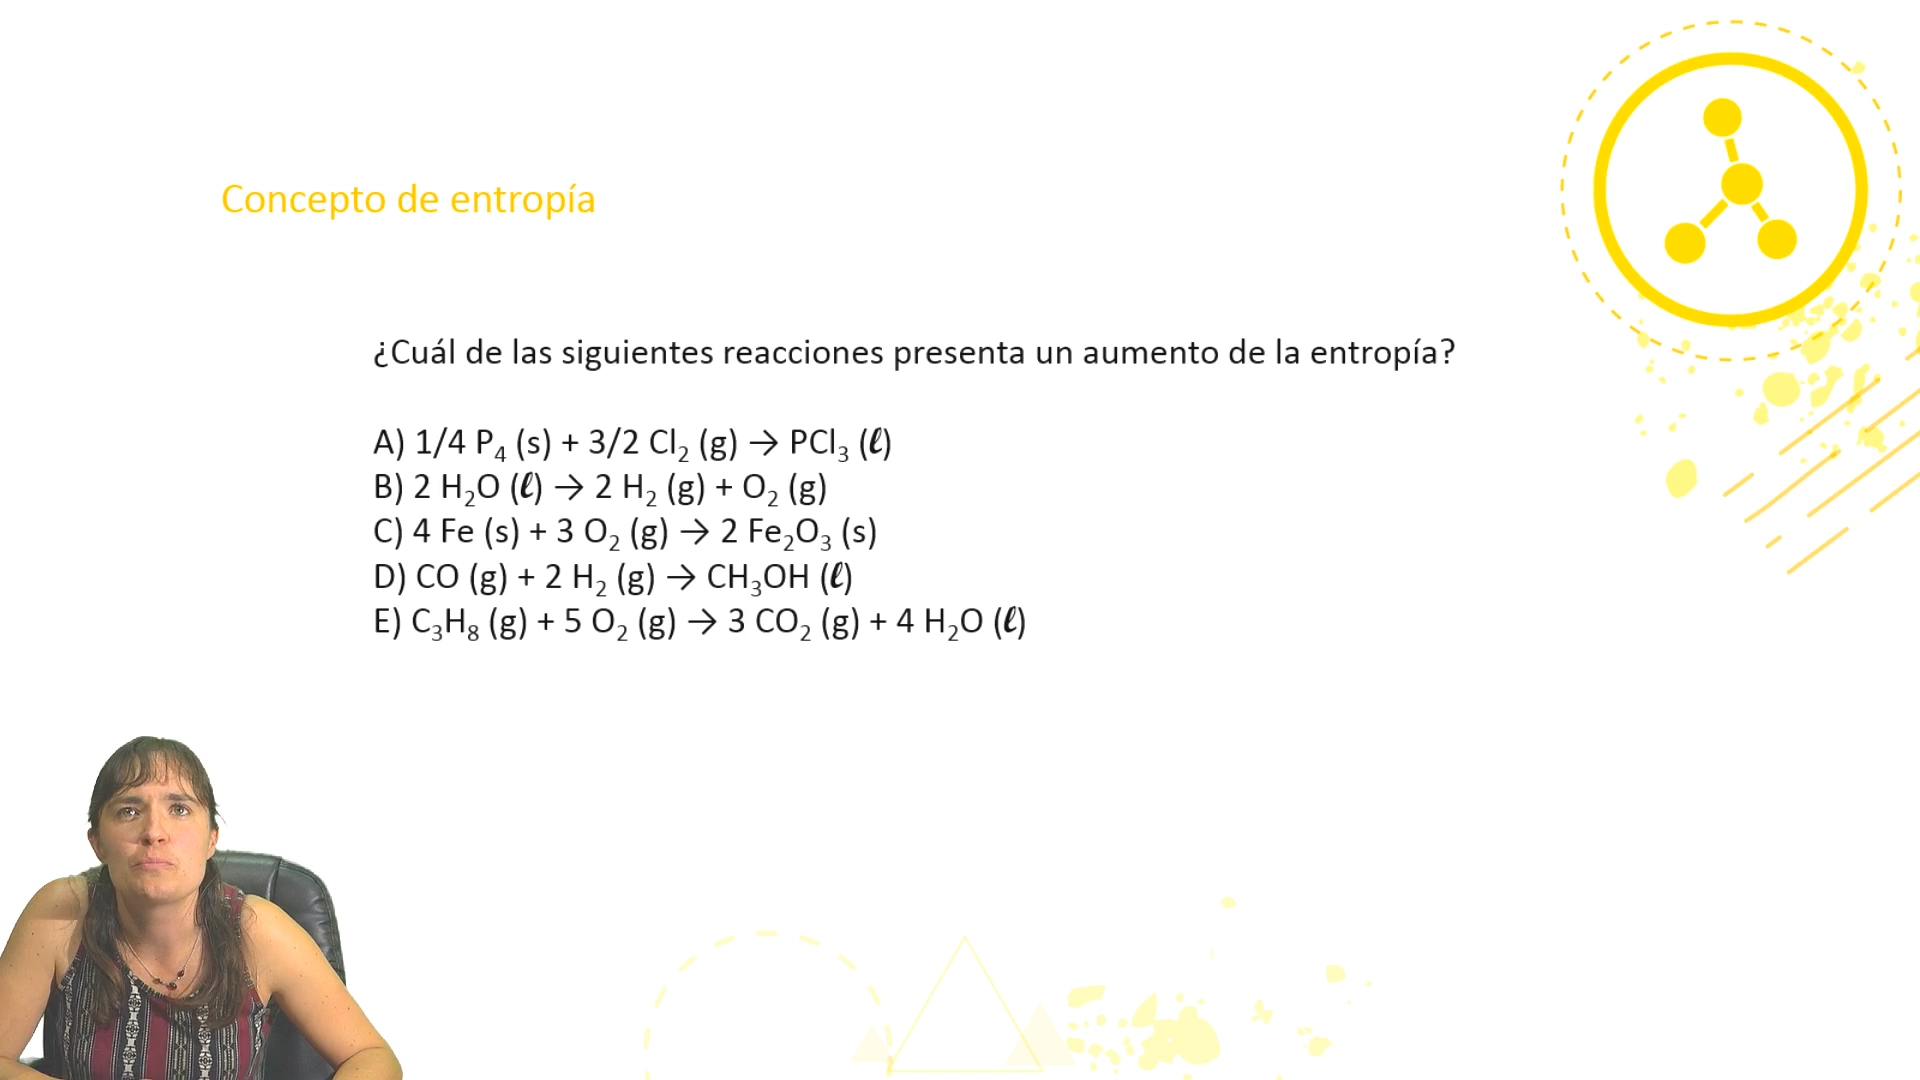 Concepto de entropía
¿Cuál de las siguientes reacciones presenta un aumento de la entropía?
A) 1/4 P₄ (s) + 3/2 Cl₂ (g) → PCl₃ (ℓ)
B) 2 H₂O (ℓ) → 2 H₂ (g) + O₂ (g)
C) 4 Fe (s) + 3 O₂ (g) → 2 Fe₂O₃ (s)
D) CO (g) + 2 H₂ (g) → CH₃OH (ℓ)
E) C₃H₈ (g) + 5 O₂ (g) → 3 CO₂ (g) + 4 H₂O (ℓ)